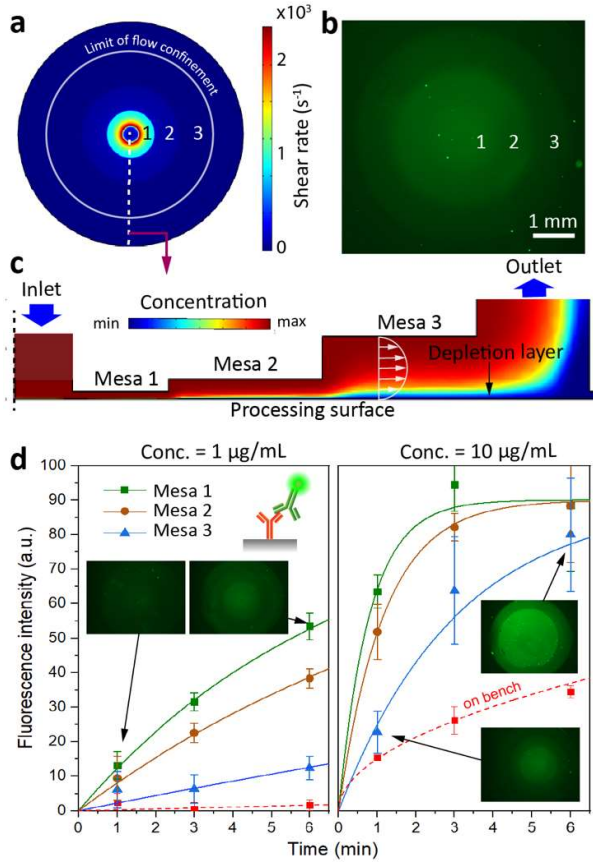 a
Limit of flow confinement
1 2 3
x10³
2
1
0
Shear rate (s⁻¹)
b
1 2 3
1 mm
c
Inlet
Concentration
min max
Mesa 1
Mesa 2
Mesa 3
Outlet
Depletion layer
Processing surface
d
Conc. = 1 µg/mL
Conc. = 10 µg/mL
Mesa 1
Mesa 2
Mesa 3
on bench
Fluorescence intensity (a.u.)
100
90
80
70
60
50
40
30
20
10
0
0 1 2 3 4 5 6
0 1 2 3 4 5 6
Time (min)